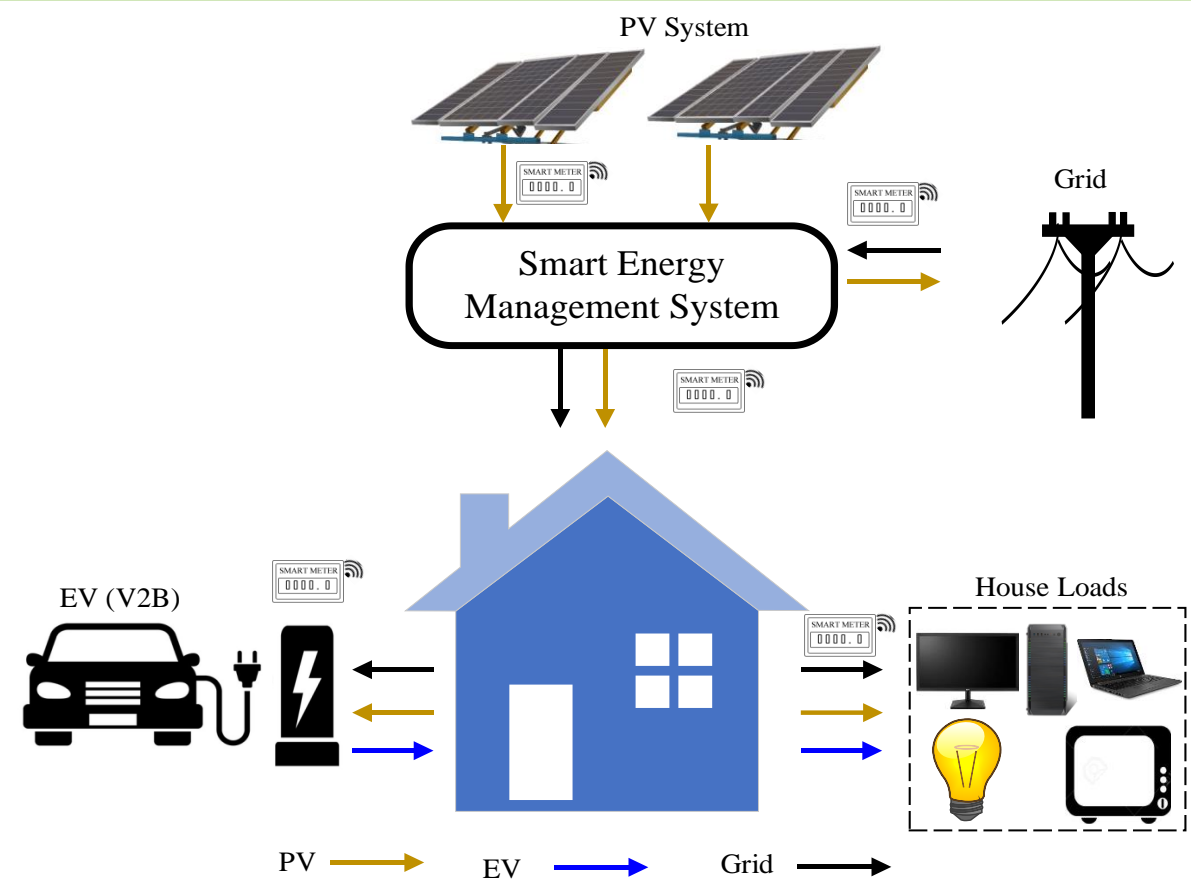 PV System
SMART METER
0000.0
SMART METER
0000.0
Grid
Smart Energy
Management System
SMART METER
0000.0
SMART METER
0000.0
EV (V2B)
House Loads
SMART METER
0000.0
PV
EV
Grid